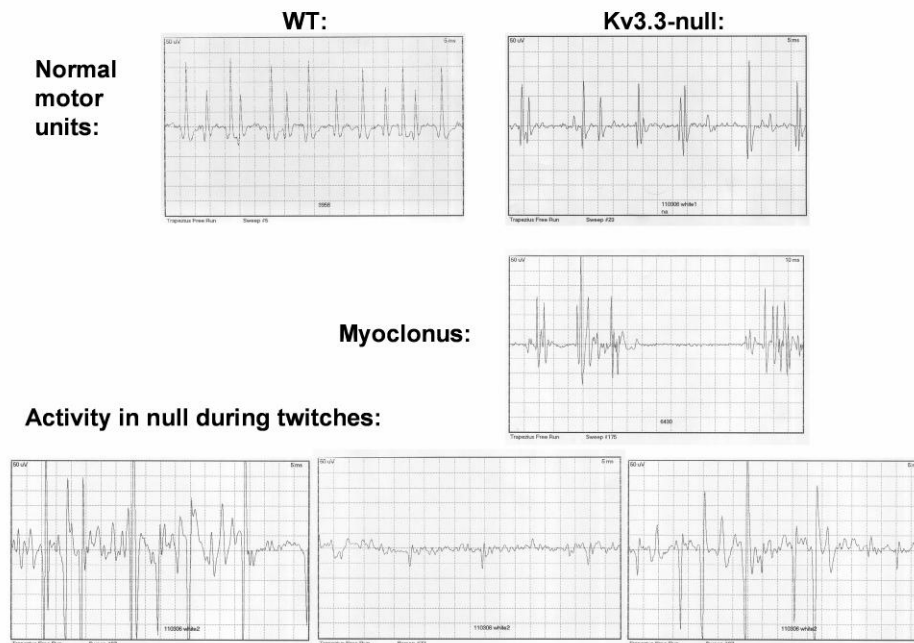 WT:
Kv3.3-null:
Normal
motor
units:
50 uV
5 ms
Trapezius Free Run Sweep #5
50 uV
5 ms
110306 white1
Trapezius Free Run Sweep #23
Myoclonus:
50 uV
10 ms
6430
Trapezius Free Run Sweep #175
Activity in null during twitches:
50 uV
5 ms
110306 white2
50 uV
5 ms
110306 white2
50 uV
110306 white2